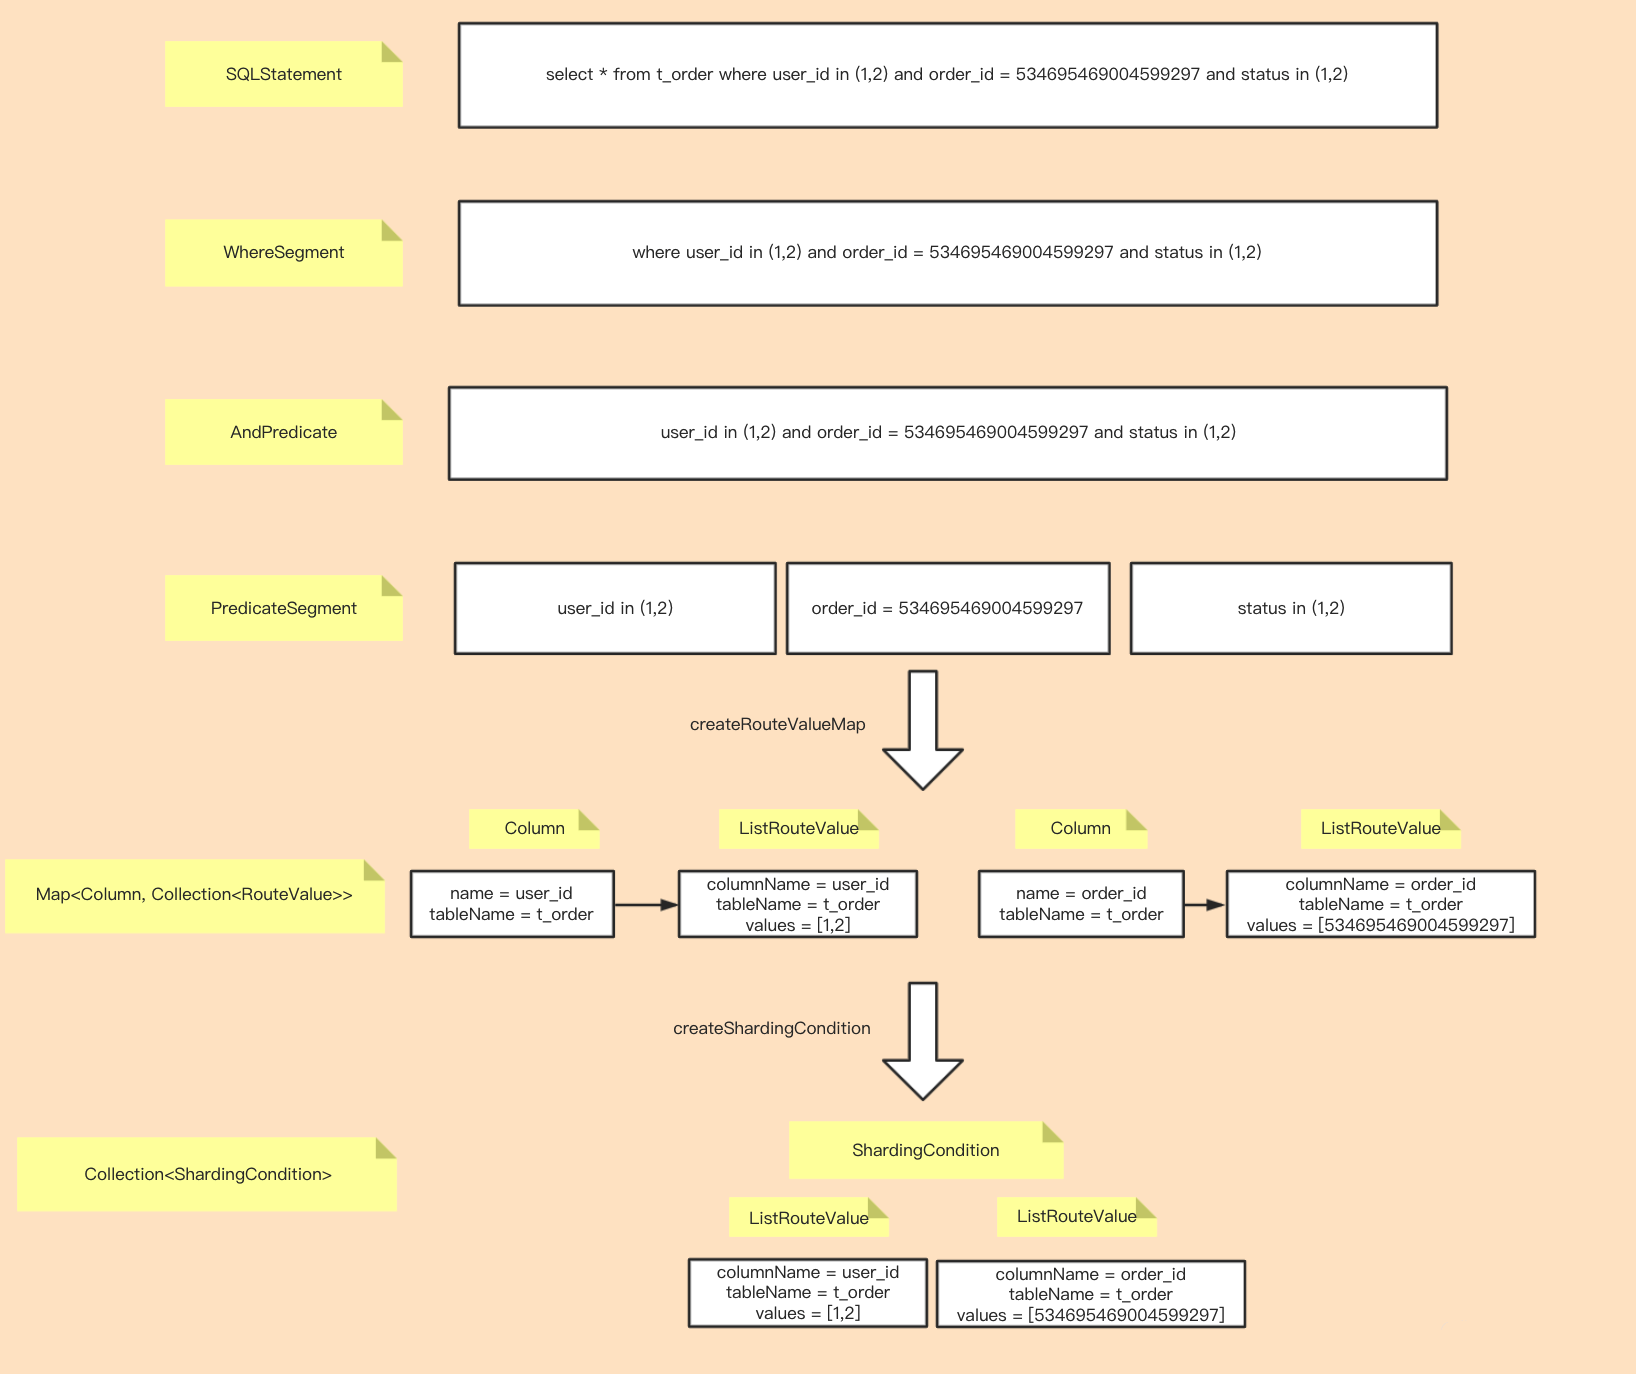 SQLStatement
select * from t_order where user_id in (1,2) and order_id = 534695469004599297 and status in (1,2)
WhereSegment
where user_id in (1,2) and order_id = 534695469004599297 and status in (1,2)
AndPredicate
user_id in (1,2) and order_id = 534695469004599297 and status in (1,2)
PredicateSegment
user_id in (1,2)
order_id = 534695469004599297
status in (1,2)
createRouteValueMap
Column
ListRouteValue
Column
ListRouteValue
Map<Column, Collection<RouteValue>>
name = user_id
tableName = t_order
columnName = user_id
tableName = t_order
values = [1,2]
name = order_id
tableName = t_order
columnName = order_id
tableName = t_order
values = [534695469004599297]
createShardingCondition
ShardingCondition
Collection<ShardingCondition>
ListRouteValue
ListRouteValue
columnName = user_id
tableName = t_order
values = [1,2]
columnName = order_id
tableName = t_order
values = [534695469004599297]